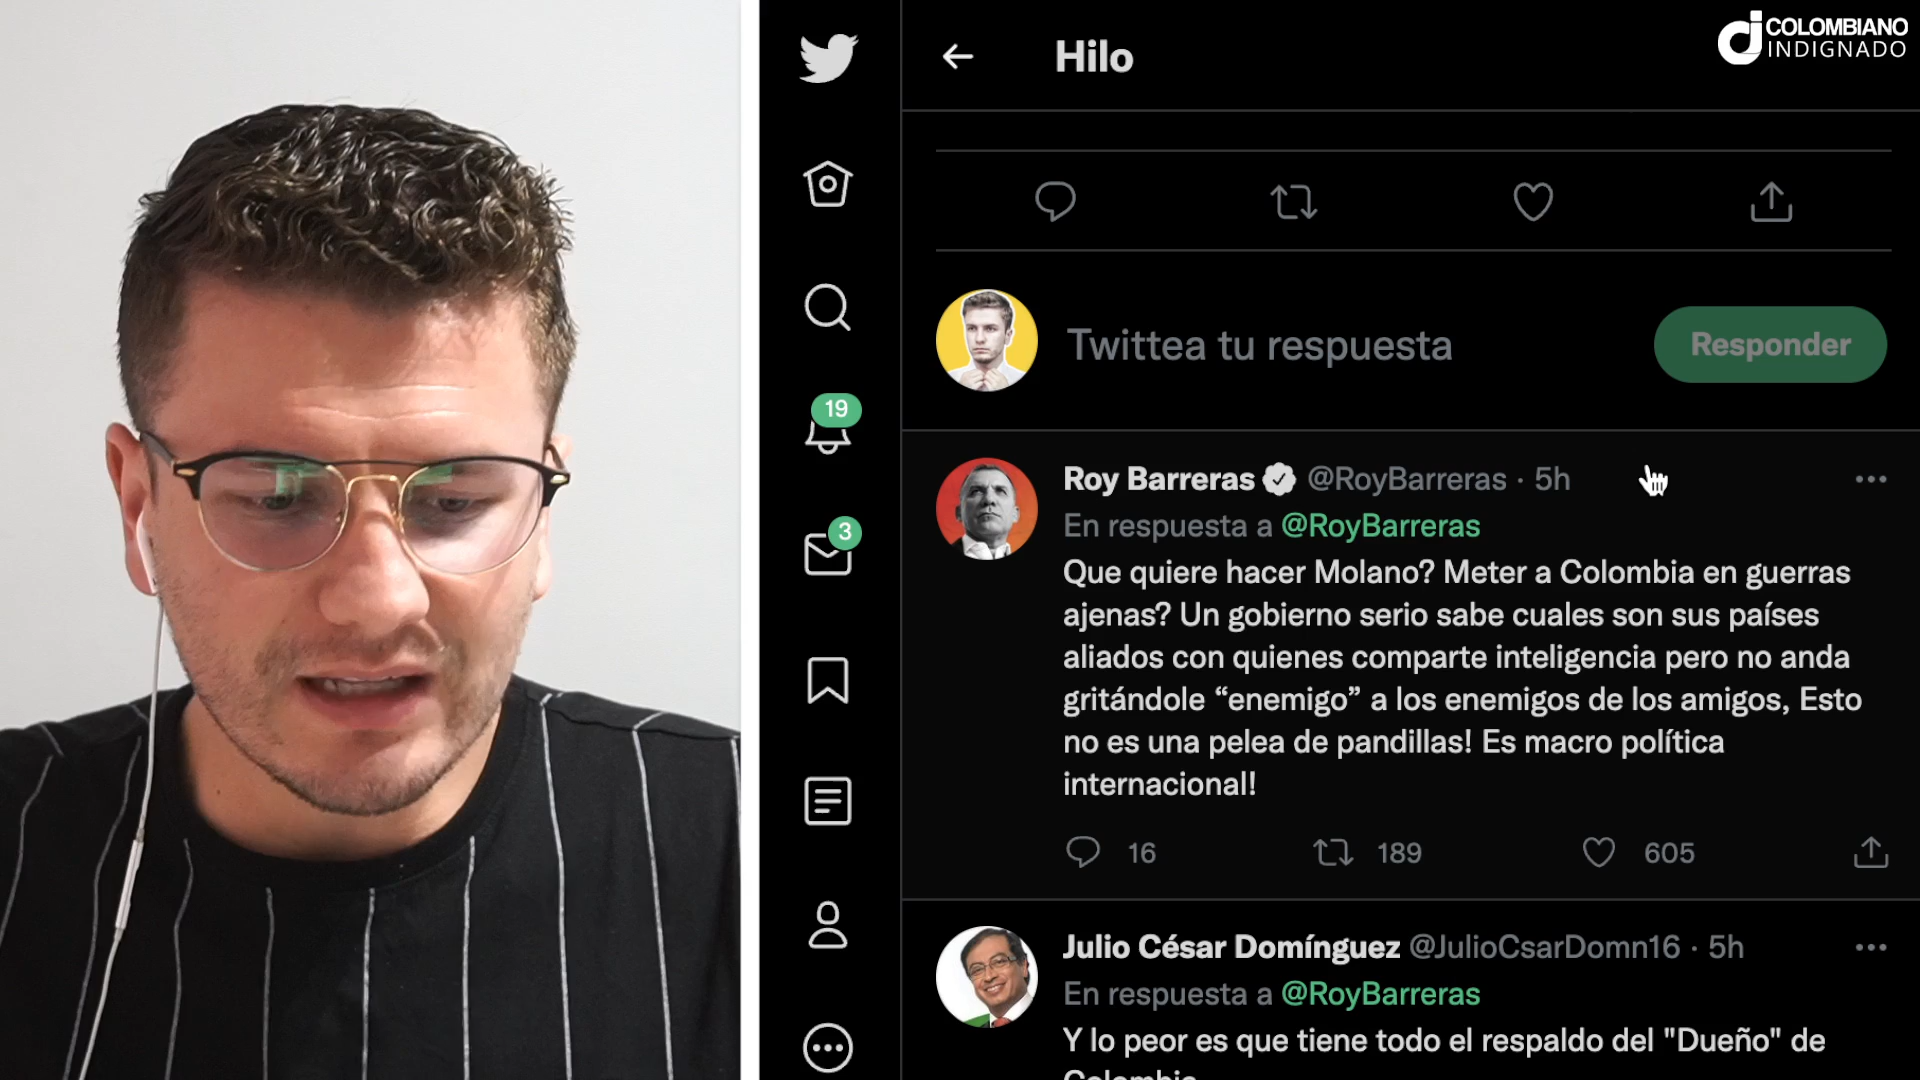 COLOMBIANO
INDIGNADO
Hilo
Twittea tu respuesta
Responder
19
3
Roy Barreras @RoyBarreras · 5h
En respuesta a @RoyBarreras
Que quiere hacer Molano? Meter a Colombia en guerras
ajenas? Un gobierno serio sabe cuales son sus países
aliados con quienes comparte inteligencia pero no anda
gritándole “enemigo” a los enemigos de los amigos, Esto
no es una pelea de pandillas! Es macro política
internacional!
16 189 605
Julio César Domínguez @JulioCsarDomn16 · 5h
En respuesta a @RoyBarreras
Y lo peor es que tiene todo el respaldo del "Dueño" de
Colombia